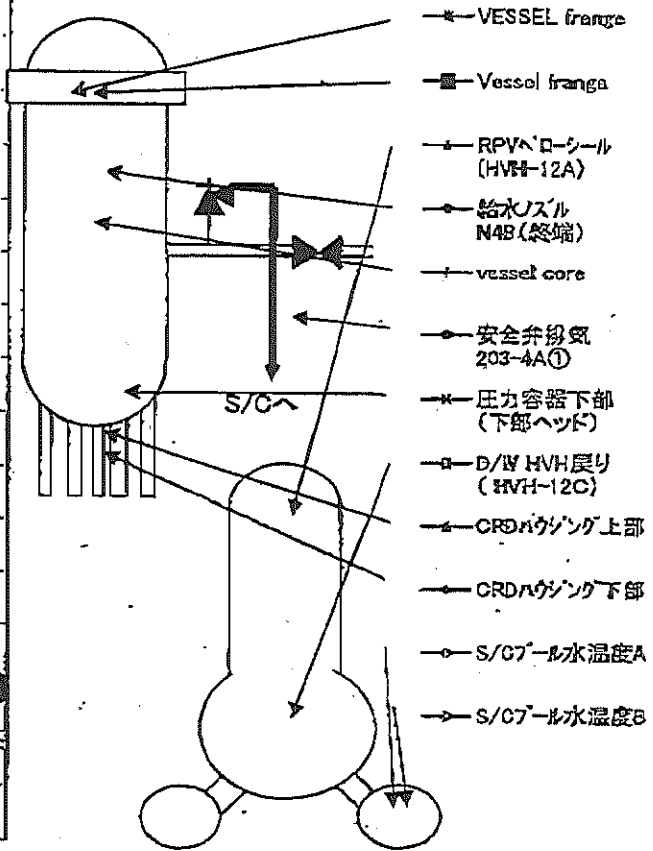 VESSEL frange
Vessel franga
RPVベローシール
(HVH-12A)
給水ノズル
N4B(終端)
vessel core
安全弁排気
203-4A①
圧力容器下部
(下部ヘッド)
D/W HVH戻り
(HVH-12C)
CRDハウジング上部
CRDハウジング下部
S/Cプール水温度A
S/Cプール水温度B
S/Cへ